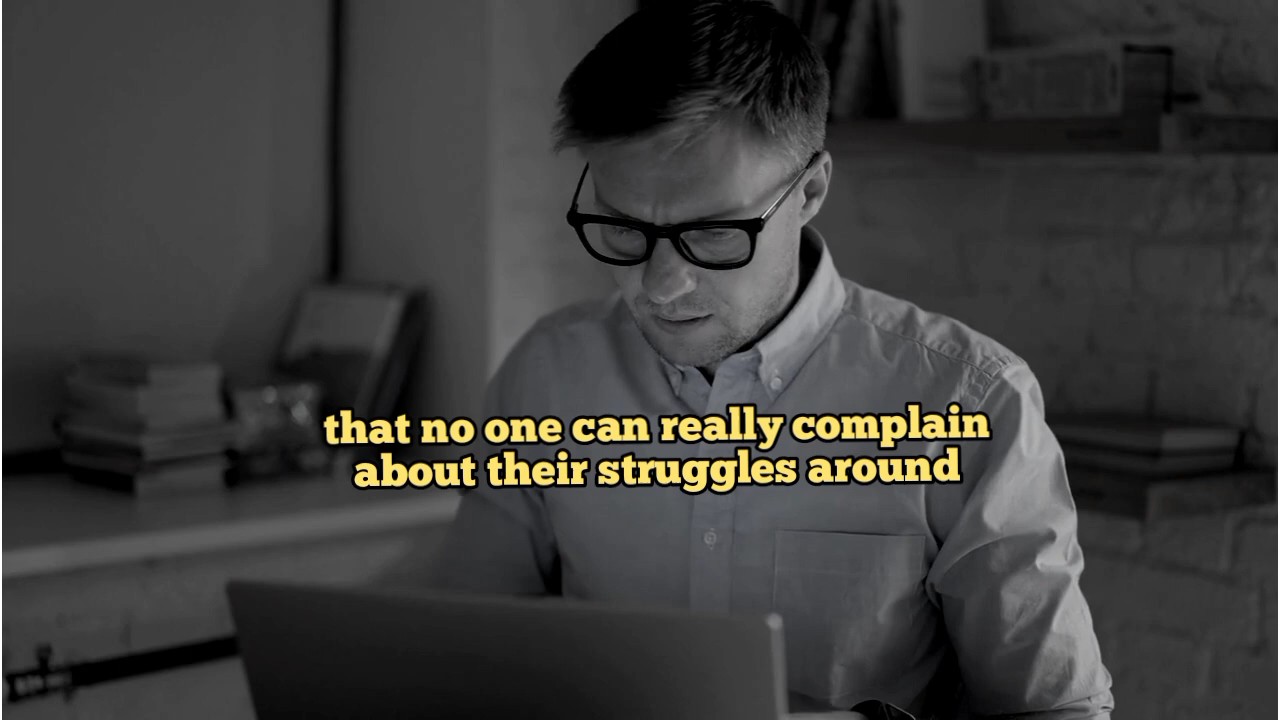 that no one can really complain
about their struggles around